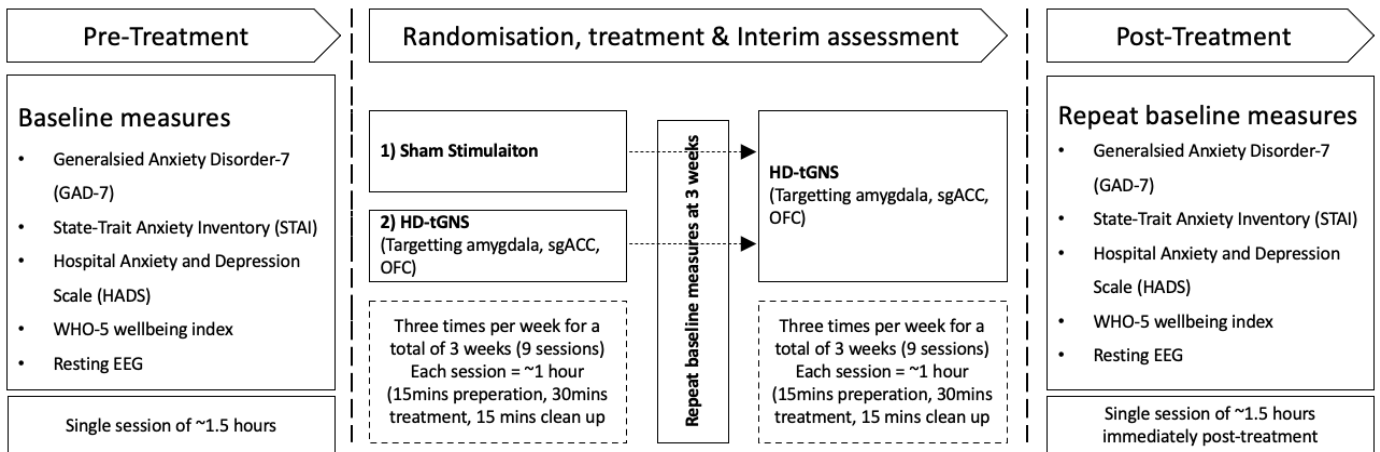 Pre-Treatment
Baseline measures
• Generalsied Anxiety Disorder-7
(GAD-7)
• State-Trait Anxiety Inventory (STAI)
• Hospital Anxiety and Depression
Scale (HADS)
• WHO-5 wellbeing index
• Resting EEG
Single session of ~1.5 hours
Randomisation, treatment & Interim assessment
1) Sham Stimulaiton
2) HD-tGNS
(Targetting amygdala, sgACC,
OFC)
Three times per week for a
total of 3 weeks (9 sessions)
Each session = ~1 hour
(15mins preperation, 30mins
treatment, 15 mins clean up
Repeat baseline measures at 3 weeks
HD-tGNS
(Targetting amygdala, sgACC,
OFC)
Three times per week for a
total of 3 weeks (9 sessions)
Each session = ~1 hour
(15mins preperation, 30mins
treatment, 15 mins clean up
Post-Treatment
Repeat baseline measures
• Generalsied Anxiety Disorder-7
(GAD-7)
• State-Trait Anxiety Inventory (STAI)
• Hospital Anxiety and Depression
Scale (HADS)
• WHO-5 wellbeing index
• Resting EEG
Single session of ~1.5 hours
immediately post-treatment